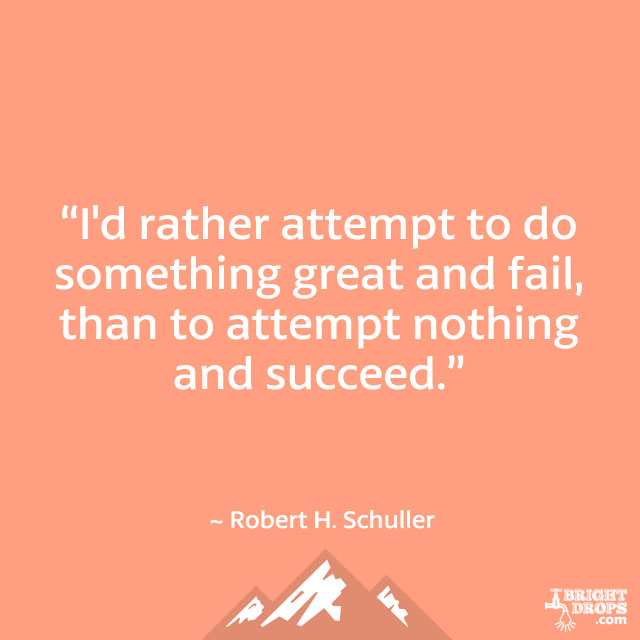 “I'd rather attempt to do
something great and fail,
than to attempt nothing
and succeed.”
~ Robert H. Schuller
BRIGHT
DROPS
.com